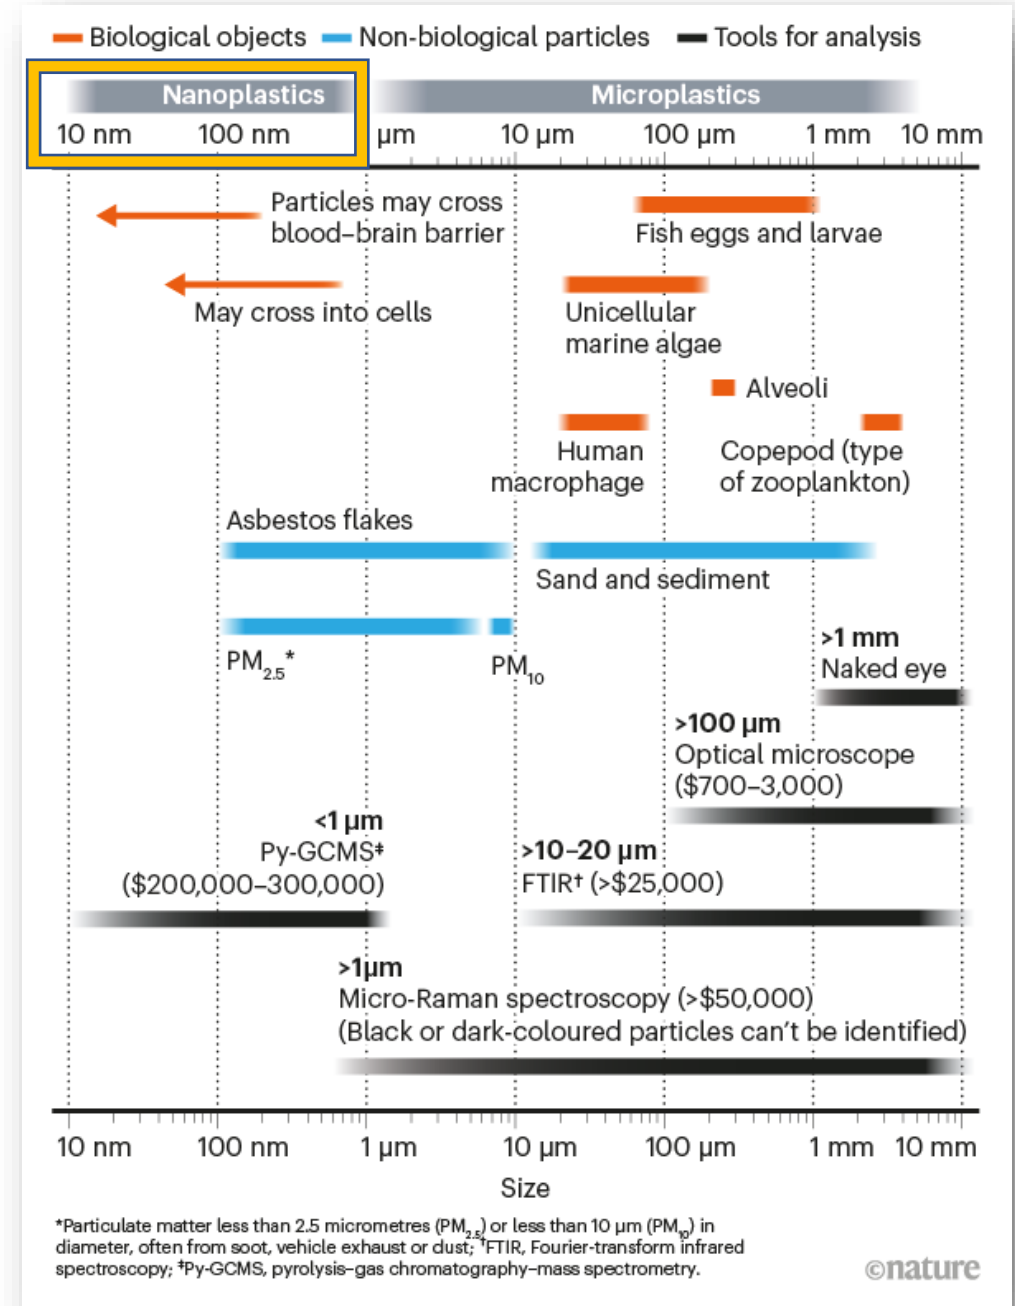 Biological objects Non-biological particles Tools for analysis
Nanoplastics Microplastics
10 nm 100 nm µm 10 µm 100 µm 1 mm 10 mm
Particles may cross
blood–brain barrier
Fish eggs and larvae
May cross into cells
Unicellular
marine algae
Alveoli
Human
macrophage
Copepod (type
of zooplankton)
Asbestos flakes
Sand and sediment
PM2.5*
PM10
>1 mm
Naked eye
>100 µm
Optical microscope
($700–3,000)
<1 µm
Py-GCMS‡
($200,000–300,000)
>10–20 µm
FTIR† (>$25,000)
>1µm
Micro-Raman spectroscopy (>$50,000)
(Black or dark-coloured particles can't be identified)
10 nm 100 nm 1 µm 10 µm 100 µm 1 mm 10 mm
Size
*Particulate matter less than 2.5 micrometres (PM2.5) or less than 10 µm (PM10) in
diameter, often from soot, vehicle exhaust or dust; †FTIR, Fourier-transform infrared
spectroscopy; ‡Py-GCMS, pyrolysis–gas chromatography–mass spectrometry.
©nature